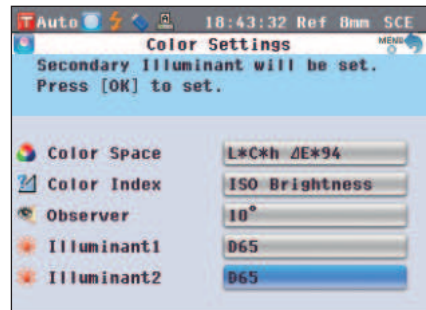 T Auto 18:43:32 Ref 8mm SCE
Color Settings MENU
Secondary Illuminant will be set.
Press [OK] to set.
Color Space L*C*h ⊿E*94
Color Index ISO Brightness
Observer 10°
Illuminant1 D65
Illuminant2 D65